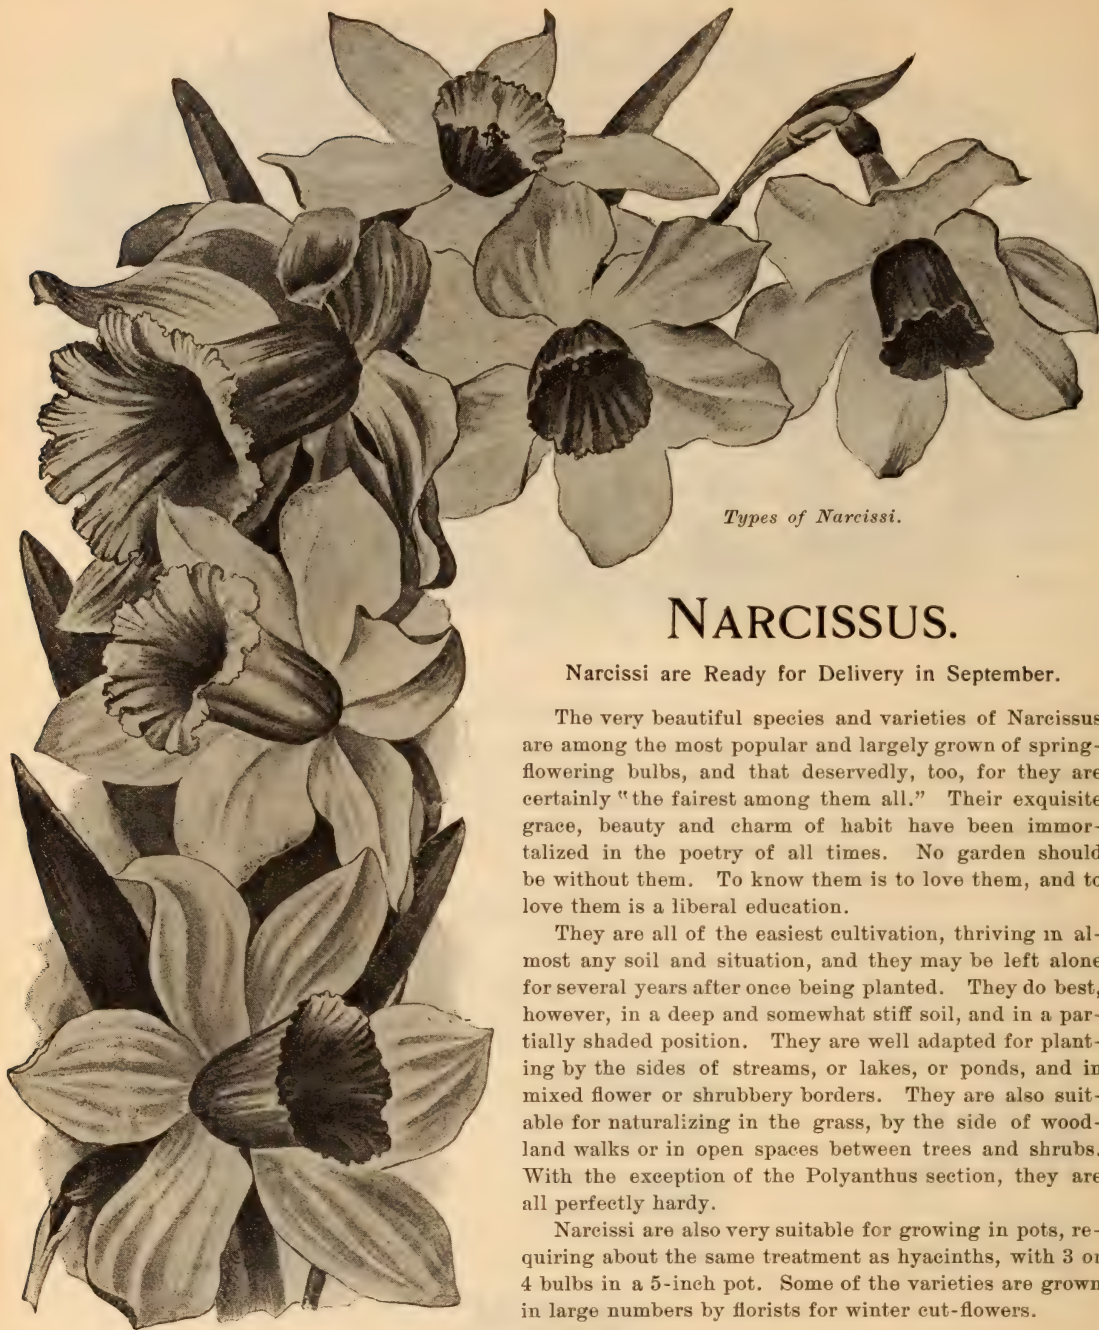 Types of Narcissi.
NARCISSUS.
Narcissi are Ready for Delivery in September.
The very beautiful species and varieties of Narcissus
are among the most popular and largely grown of spring-
flowering bulbs, and that deservedly, too, for they are
certainly "the fairest among them all." Their exquisite
grace, beauty and charm of habit have been immor-
talized in the poetry of all times. No garden should
be without them. To know them is to love them, and to
love them is a liberal education.
They are all of the easiest cultivation, thriving in al-
most any soil and situation, and they may be left alone
for several years after once being planted. They do best,
however, in a deep and somewhat stiff soil, and in a par-
tially shaded position. They are well adapted for plant-
ing by the sides of streams, or lakes, or ponds, and in
mixed flower or shrubbery borders. They are also suit-
able for naturalizing in the grass, by the side of wood-
land walks or in open spaces between trees and shrubs.
With the exception of the Polyanthus section, they are
all perfectly hardy.
Narcissi are also very suitable for growing in pots, re-
quiring about the same treatment as hyacinths, with 3 or
4 bulbs in a 5-inch pot. Some of the varieties are grown
in large numbers by florists for winter cut-flowers.